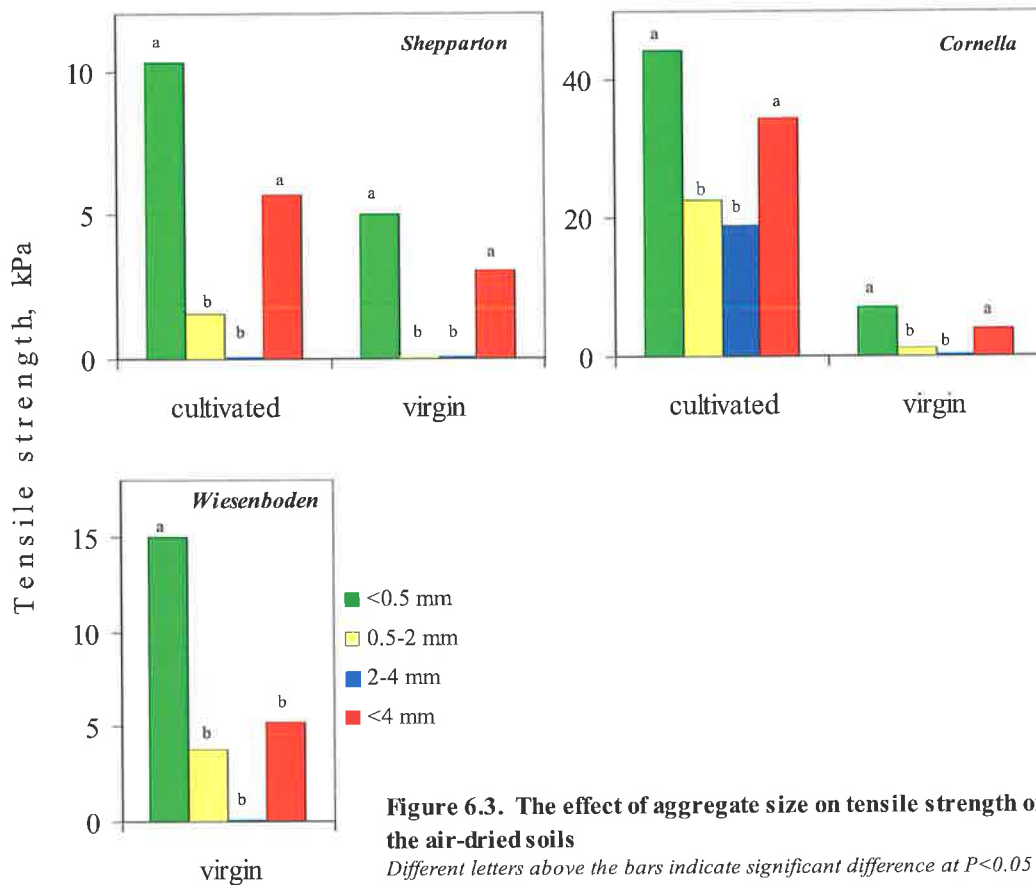 Tensile strength, kPa
Shepparton
10
5
0
a
b
b
a
a
b
b
a
cultivated
virgin
Cornella
40
20
0
a
b
b
a
a
b
b
a
cultivated
virgin
Wiesenboden
15
10
5
0
a
b
b
b
virgin
<0.5 mm
0.5-2 mm
2-4 mm
<4 mm
Figure 6.3. The effect of aggregate size on tensile strength o
the air-dried soils
Different letters above the bars indicate significant difference at P<0.05